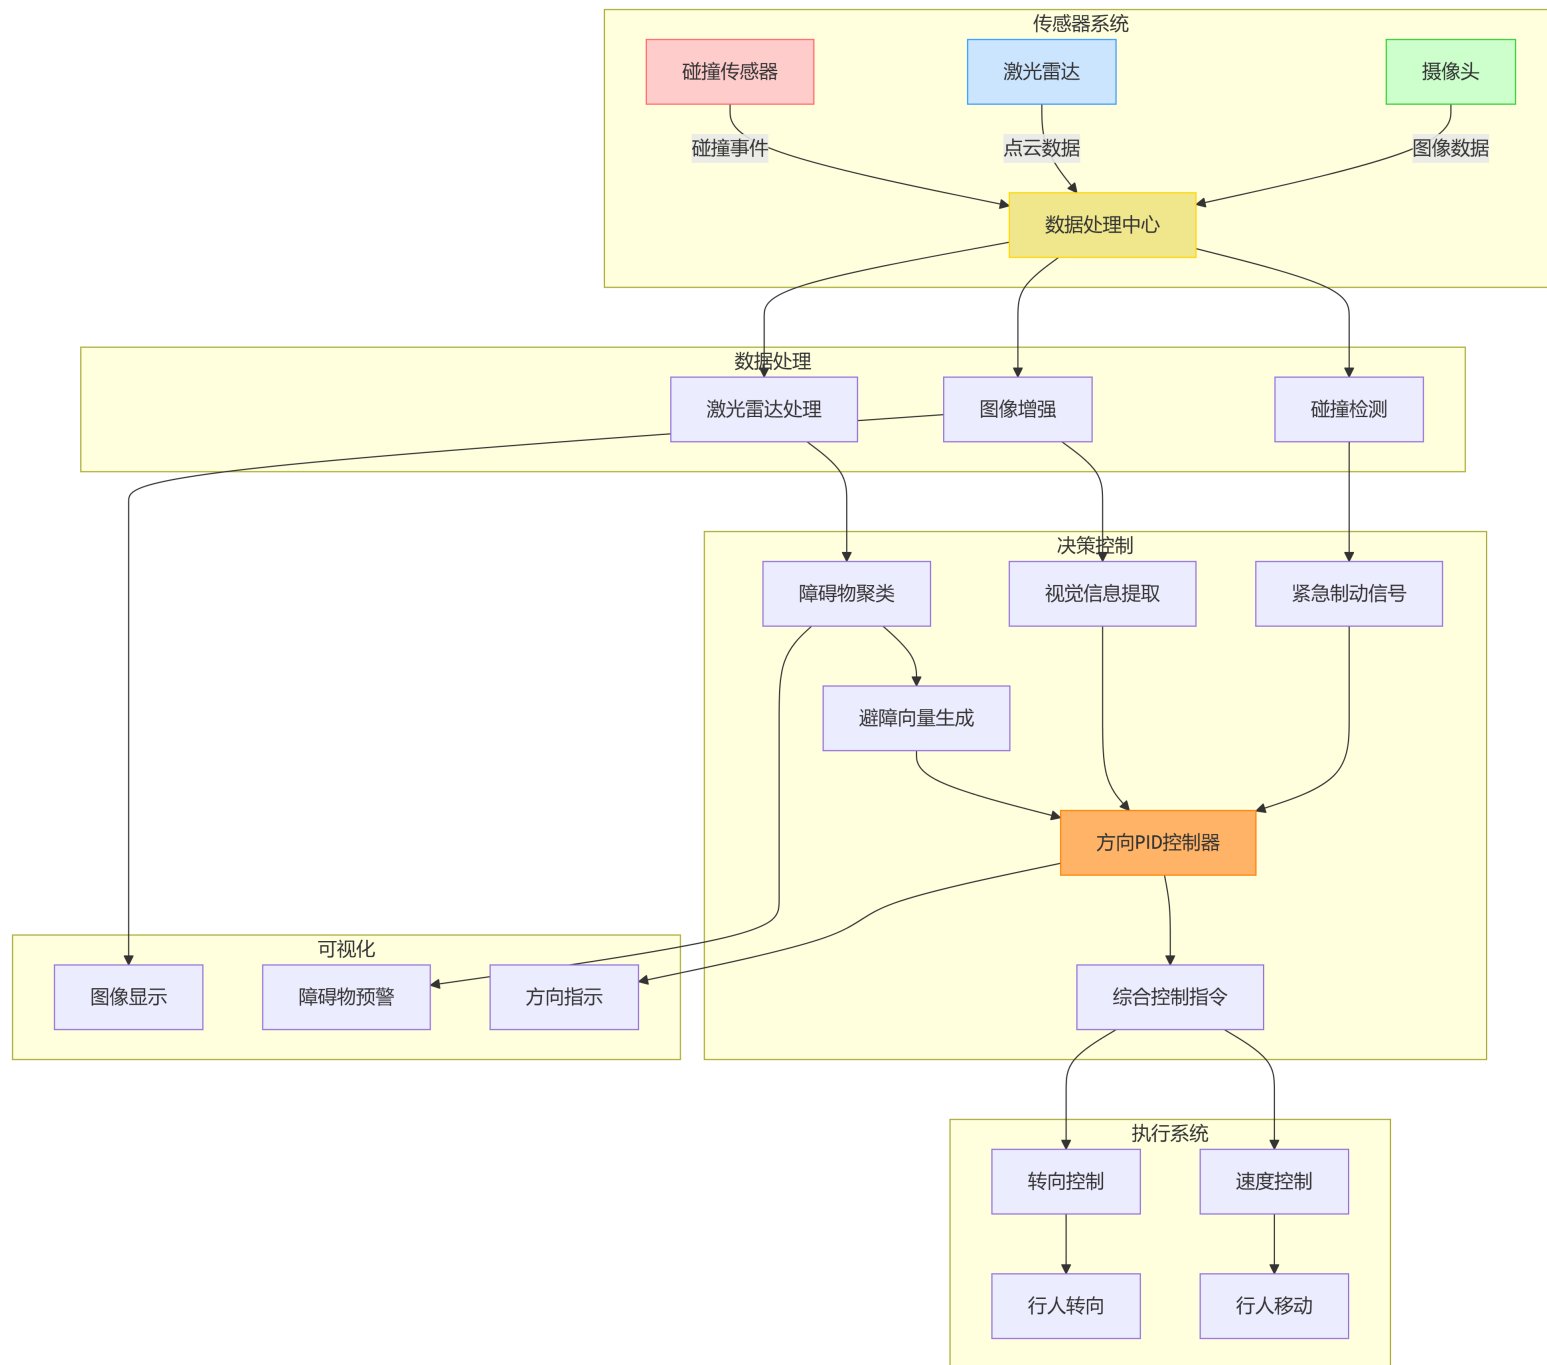 传感器系统
碰撞传感器
激光雷达
摄像头
碰撞事件
点云数据
图像数据
数据处理中心
数据处理
激光雷达处理
图像增强
碰撞检测
决策控制
障碍物聚类
视觉信息提取
紧急制动信号
避障向量生成
方向PID控制器
可视化
图像显示
障碍物预警
方向指示
综合控制指令
执行系统
转向控制
速度控制
行人转向
行人移动